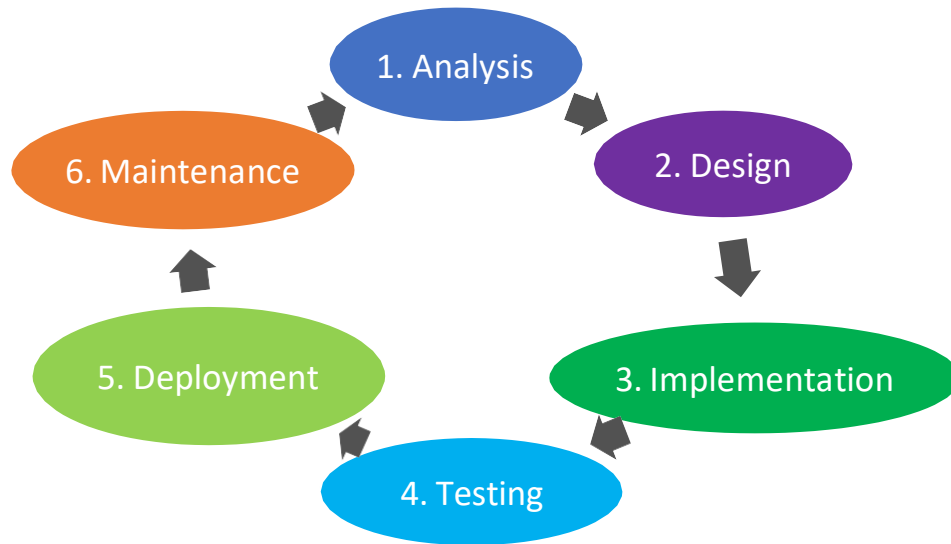 1. Analysis
2. Design
3. Implementation
4. Testing
5. Deployment
6. Maintenance